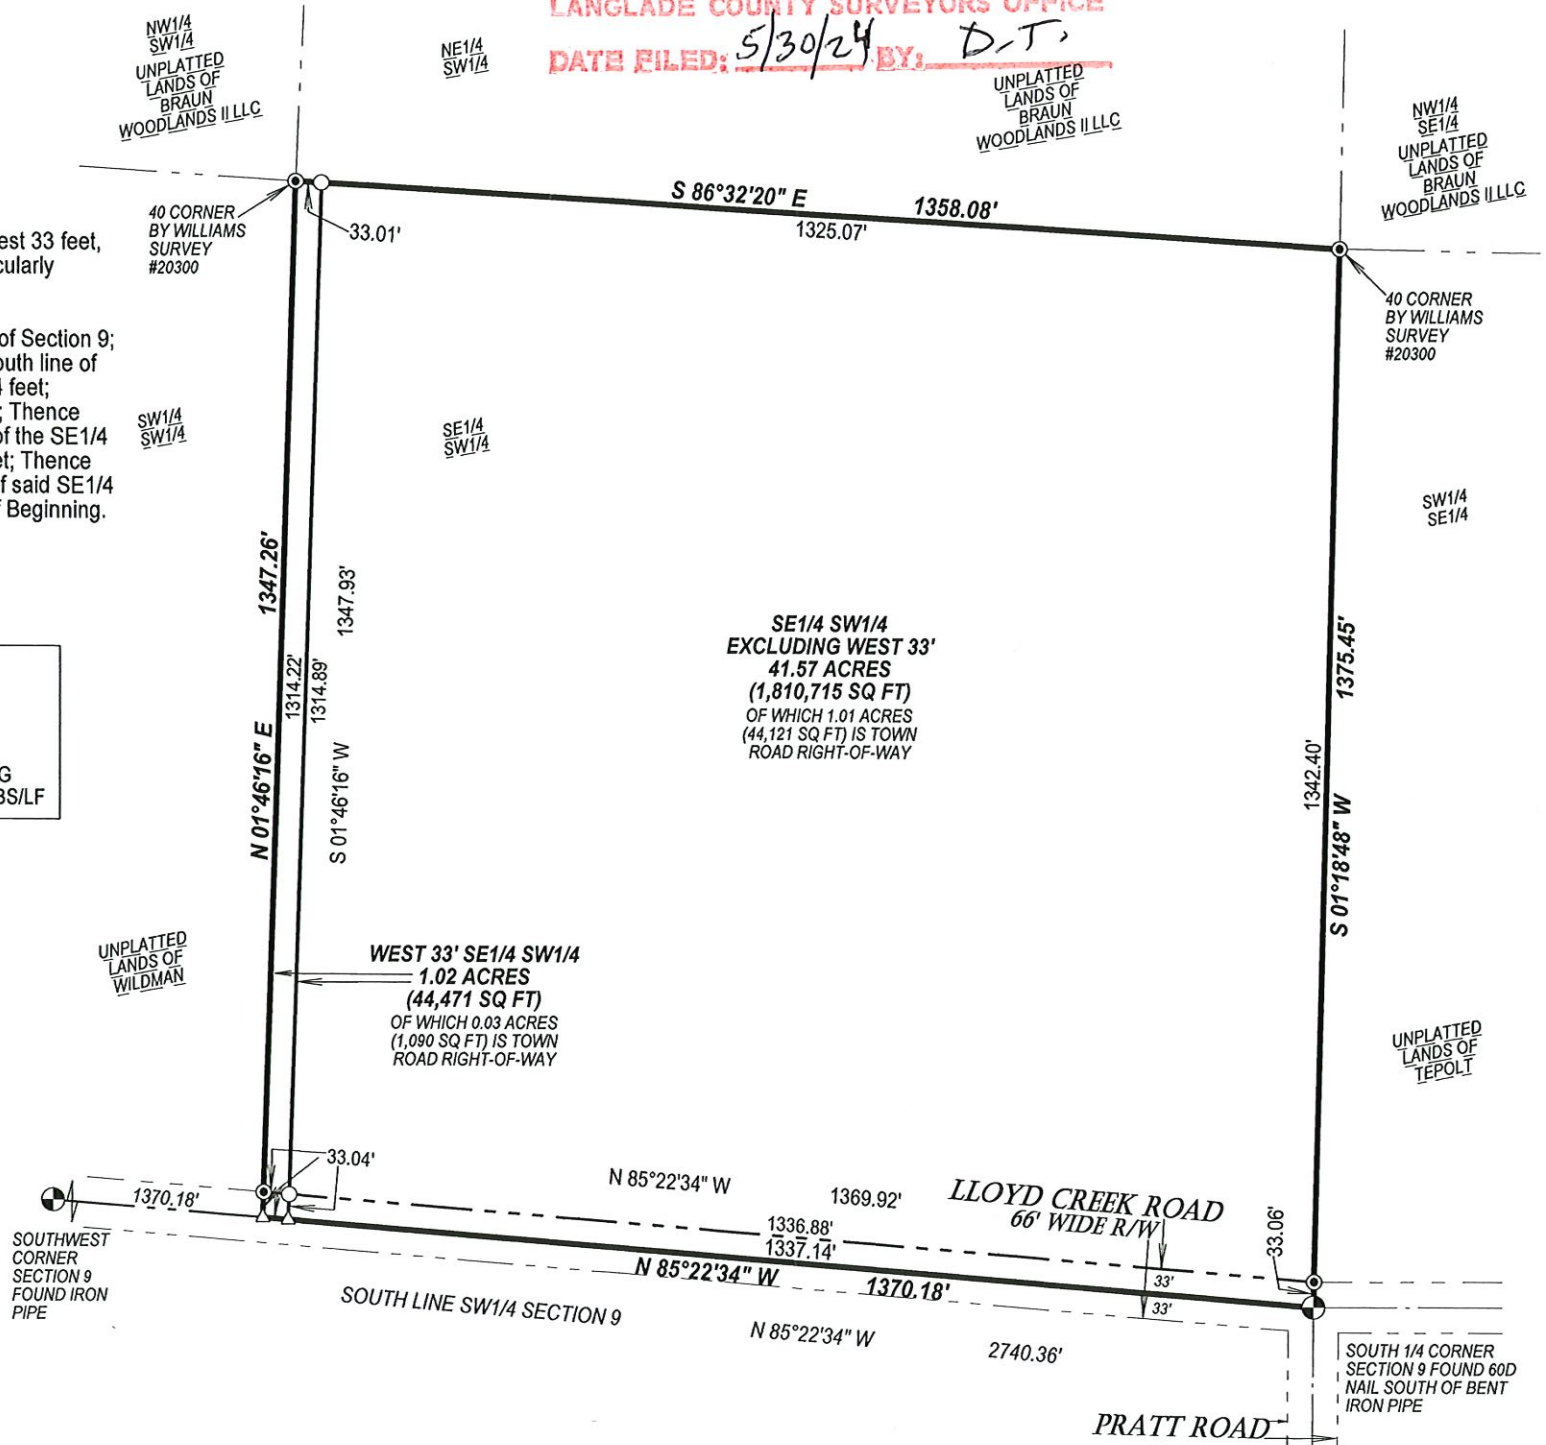 LANGLADE COUNTY SURVEYORS OFFICE
DATE FILED: 5/30/24 BY: D.T.
NW1/4
SW1/4
UNPLATTED
LANDS OF
BRAUN
WOODLANDS II LLC
NE1/4
SW1/4
UNPLATTED
LANDS OF
BRAUN
WOODLANDS II LLC
NW1/4
SE1/4
UNPLATTED
LANDS OF
BRAUN
WOODLANDS II LLC
40 CORNER
BY WILLIAMS
SURVEY
#20300
33.01'
S 86°32'20" E
1358.08'
1325.07'
40 CORNER
BY WILLIAMS
SURVEY
#20300
est 33 feet,
cularly
of Section 9;
outh line of
4 feet;
; Thence
of the SE1/4
et; Thence
f said SE1/4
f Beginning.
SW1/4
SW1/4
SE1/4
SW1/4
SW1/4
SE1/4
G
BS/LF
N 01°46'16" E
1347.26'
1314.22'
1314.89'
S 01°46'16" W
1347.93'
SE1/4 SW1/4
EXCLUDING WEST 33'
41.57 ACRES
(1,810,715 SQ FT)
OF WHICH 1.01 ACRES
(44,121 SQ FT) IS TOWN
ROAD RIGHT-OF-WAY
1342.40'
S 01°18'48" W
1375.45'
UNPLATTED
LANDS OF
WILDMAN
WEST 33' SE1/4 SW1/4
1.02 ACRES
(44,471 SQ FT)
OF WHICH 0.03 ACRES
(1,090 SQ FT) IS TOWN
ROAD RIGHT-OF-WAY
UNPLATTED
LANDS OF
TEPOLT
33.04'
1370.18'
N 85°22'34" W
1369.92'
LLOYD CREEK ROAD
66' WIDE R/W
1336.88'
1337.14'
33.06'
33'
33'
N 85°22'34" W
1370.18'
SOUTHWEST
CORNER
SECTION 9
FOUND IRON
PIPE
SOUTH LINE SW1/4 SECTION 9
N 85°22'34" W
2740.36'
SOUTH 1/4 CORNER
SECTION 9 FOUND 60D
NAIL SOUTH OF BENT
IRON PIPE
PRATT ROAD